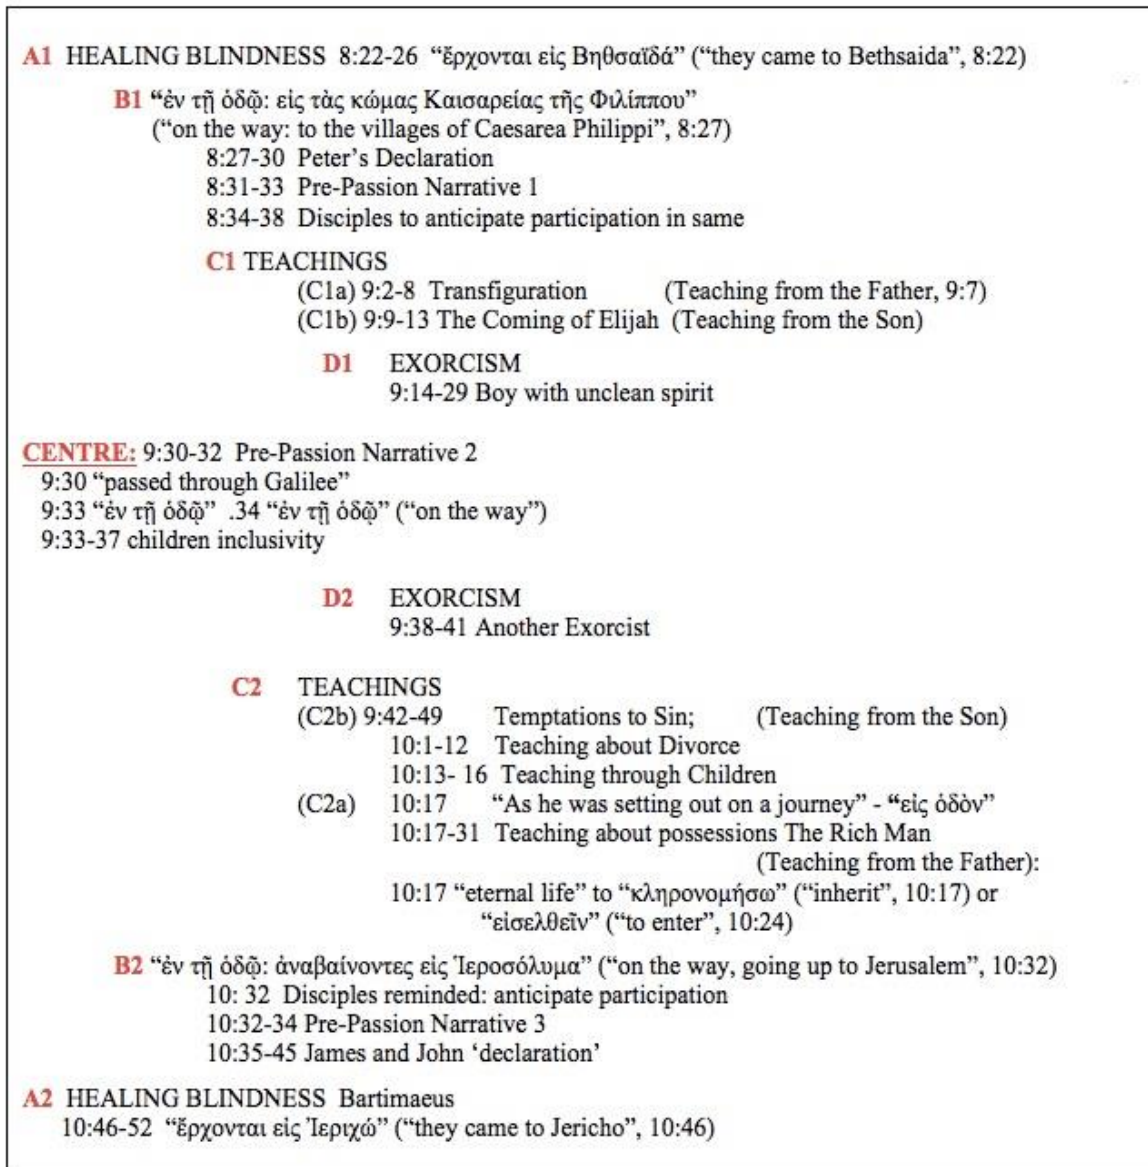 A1 HEALING BLINDNESS 8:22-26 “ἔρχονται εἰς Βηθσαϊδά” (“they came to Bethsaida”, 8:22)
B1 “ἐν τῇ ὁδῷ: εἰς τὰς κώμας Καισαρείας τῆς Φιλίππου”
(“on the way: to the villages of Caesarea Philippi”, 8:27)
8:27-30 Peter’s Declaration
8:31-33 Pre-Passion Narrative 1
8:34-38 Disciples to anticipate participation in same
C1 TEACHINGS
(C1a) 9:2-8 Transfiguration (Teaching from the Father, 9:7)
(C1b) 9:9-13 The Coming of Elijah (Teaching from the Son)
D1 EXORCISM
9:14-29 Boy with unclean spirit
CENTRE: 9:30-32 Pre-Passion Narrative 2
9:30 “passed through Galilee”
9:33 “ἐν τῇ ὁδῷ” .34 “ἐν τῇ ὁδῷ” (“on the way”)
9:33-37 children inclusivity
D2 EXORCISM
9:38-41 Another Exorcist
C2 TEACHINGS
(C2b) 9:42-49 Temptations to Sin; (Teaching from the Son)
10:1-12 Teaching about Divorce
10:13- 16 Teaching through Children
(C2a) 10:17 “As he was setting out on a journey” - “εἰς ὁδὸν”
10:17-31 Teaching about possessions The Rich Man
(Teaching from the Father):
10:17 “eternal life” to “κληρονομήσω” (“inherit”, 10:17) or
“εἰσελθεῖν” (“to enter”, 10:24)
B2 “ἐν τῇ ὁδῷ: ἀναβαίνοντες εἰς Ἱεροσόλυμα” (“on the way, going up to Jerusalem”, 10:32)
10: 32 Disciples reminded: anticipate participation
10:32-34 Pre-Passion Narrative 3
10:35-45 James and John ‘declaration’
A2 HEALING BLINDNESS Bartimaeus
10:46-52 “ἔρχονται εἰς Ἰεριχώ” (“they came to Jericho”, 10:46)